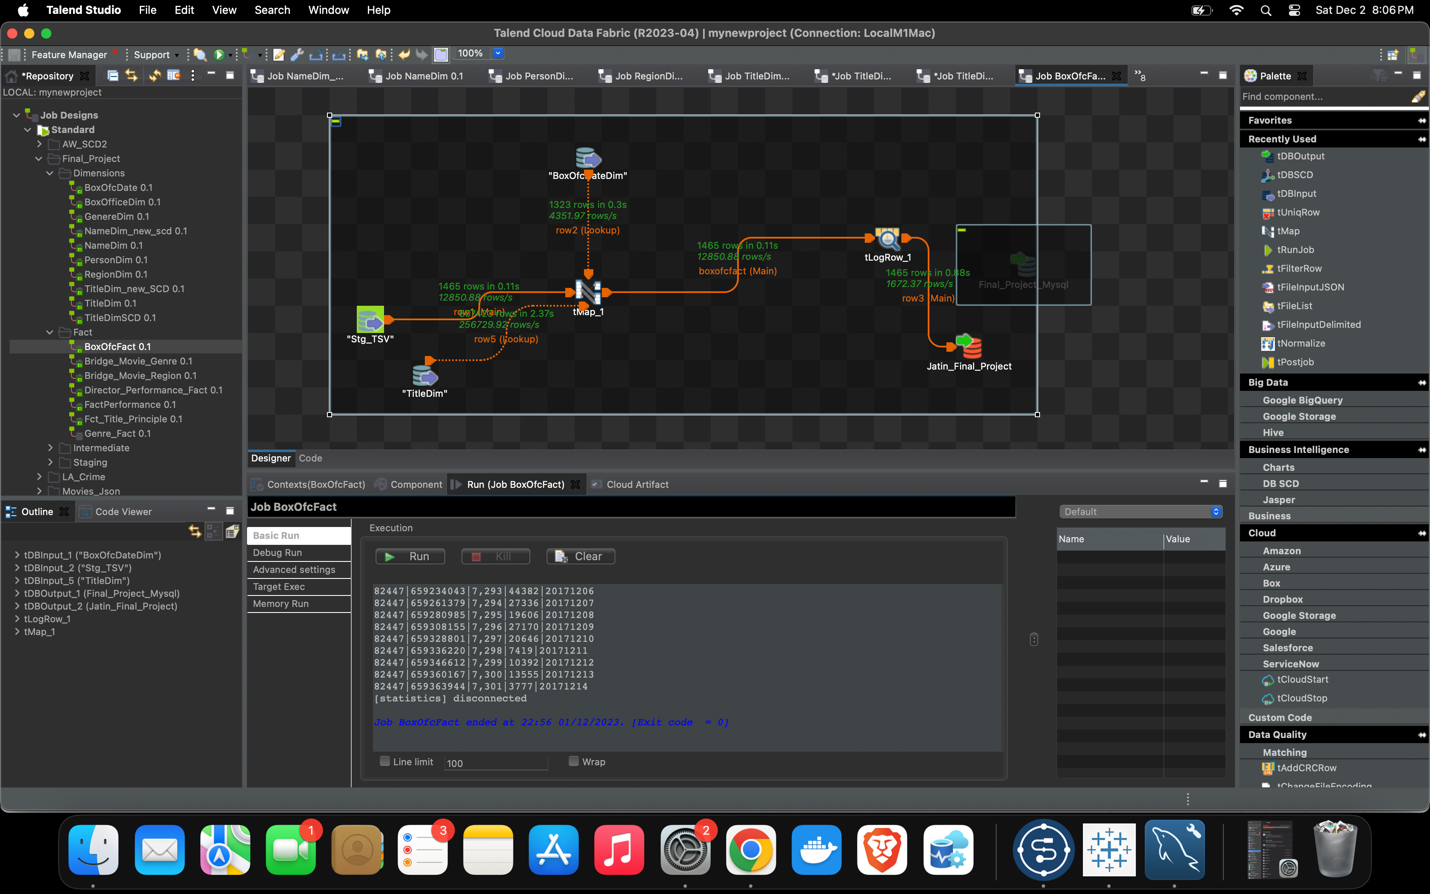 Talend Studio File Edit View Search Window Help
Sat Dec 2 8:06 PM
Talend Cloud Data Fabric (R2023-04) | mynewproject (Connection: LocalM1Mac)
Feature Manager Support 100%
*Repository
LOCAL: mynewproject
Job Designs
Standard
AW_SCD2
Final_Project
Dimensions
BoxOfcDate 0.1
BoxOfficeDim 0.1
GenereDim 0.1
NameDim_new_scd 0.1
NameDim 0.1
PersonDim 0.1
RegionDim 0.1
TitleDim_new_SCD 0.1
TitleDim 0.1
TitleDimSCD 0.1
Fact
BoxOfcFact 0.1
Bridge_Movie_Genre 0.1
Bridge_Movie_Region 0.1
Director_Performance_Fact 0.1
FactPerformance 0.1
Fct_Title_Principle 0.1
Genre_Fact 0.1
Intermediate
Staging
LA_Crime
Movies_Json
Outline Code Viewer
tDBInput_1 ("BoxOfcDateDim")
tDBInput_2 ("Stg_TSV")
tDBInput_5 ("TitleDim")
tDBOutput_1 (Final_Project_Mysql)
tDBOutput_2 (Jatin_Final_Project)
tLogRow_1
tMap_1
Job NameDim_... Job NameDim 0.1 Job PersonDi... Job RegionDi... Job TitleDim... *Job TitleDi... *Job TitleDi... Job BoxOfcFa... »8
"BoxOfcDateDim"
1323 rows in 0.3s
4351.97 rows/s
row2 (Lookup)
1465 rows in 0.11s
12850.88 rows/s
boxofcfact (Main)
tLogRow_1
1465 rows in 0.88s
1672.37 rows/s
row3 (Main)
Final_Project_Mysql
1465 rows in 0.11s
12850.88 rows/s
in 2.37s
256729.92 rows/s
row5 (Lookup)
tMap_1
"Stg_TSV"
"TitleDim"
Jatin_Final_Project
Designer Code
Contexts(BoxOfcFact) Component Run (Job BoxOfcFact) Cloud Artifact
Job BoxOfcFact
Basic Run
Debug Run
Advanced settings
Target Exec
Memory Run
Execution
Run Kill Clear
82447|659234043|7,293|44382|20171206
82447|659261379|7,294|27336|20171207
82447|659280985|7,295|19606|20171208
82447|659308155|7,296|27170|20171209
82447|659328801|7,297|20646|20171210
82447|659336220|7,298|7419|20171211
82447|659346612|7,299|10392|20171212
82447|659360167|7,300|13555|20171213
82447|659363944|7,301|3777|20171214
[statistics] disconnected
Job BoxOfcFact ended at 22:56 01/12/2023. [Exit code  = 0]
Line limit 100 Wrap
Default
Name Value
Palette
Find component...
Favorites
Recently Used
tDBOutput
tDBSCD
tDBInput
tUniqRow
tMap
tRunJob
tFilterRow
tFileInputJSON
tFileList
tFileInputDelimited
tNormalize
tPostjob
Big Data
Google BigQuery
Google Storage
Hive
Business Intelligence
Charts
DB SCD
Jasper
Business
Cloud
Amazon
Azure
Box
Dropbox
Google Storage
Google
Salesforce
ServiceNow
tCloudStart
tCloudStop
Custom Code
Data Quality
Matching
tAddCRCRow
tChangeFileEncoding
1
3
2